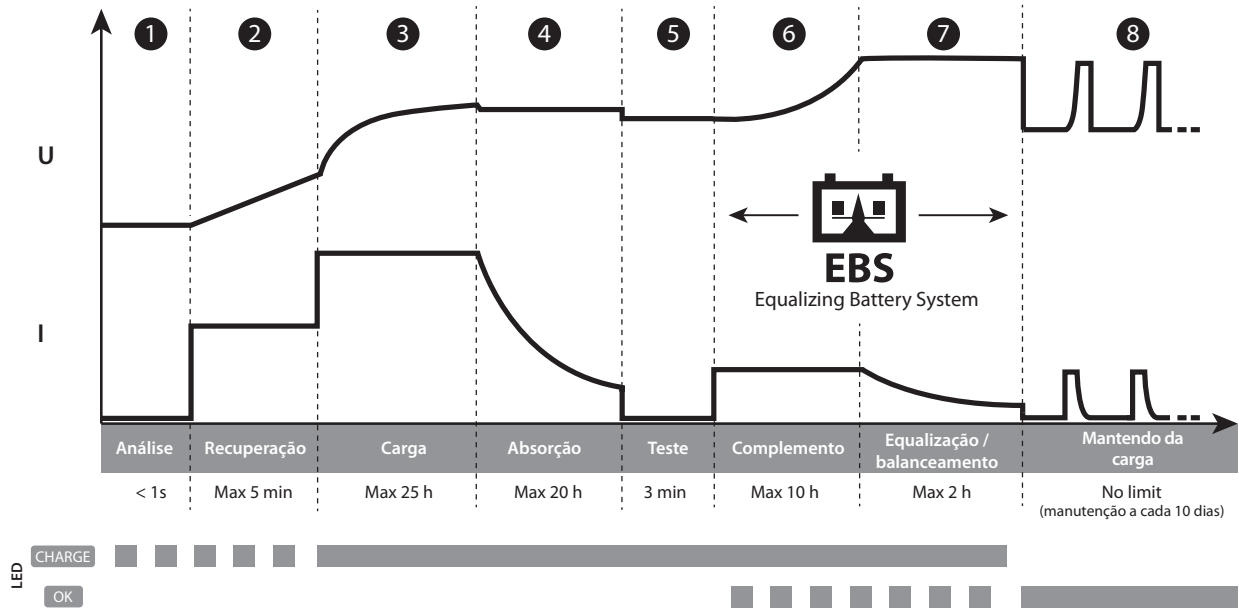 1 2 3 4 5 6 7 8
U
EBS
Equalizing Battery System
I
Análise Recuperação Carga Absorção Teste Complemento Equalização / balanceamento Mantendo da carga
< 1s Max 5 min Max 25 h Max 20 h 3 min Max 10 h Max 2 h No limit
(manutenção a cada 10 dias)
LED
CHARGE
OK